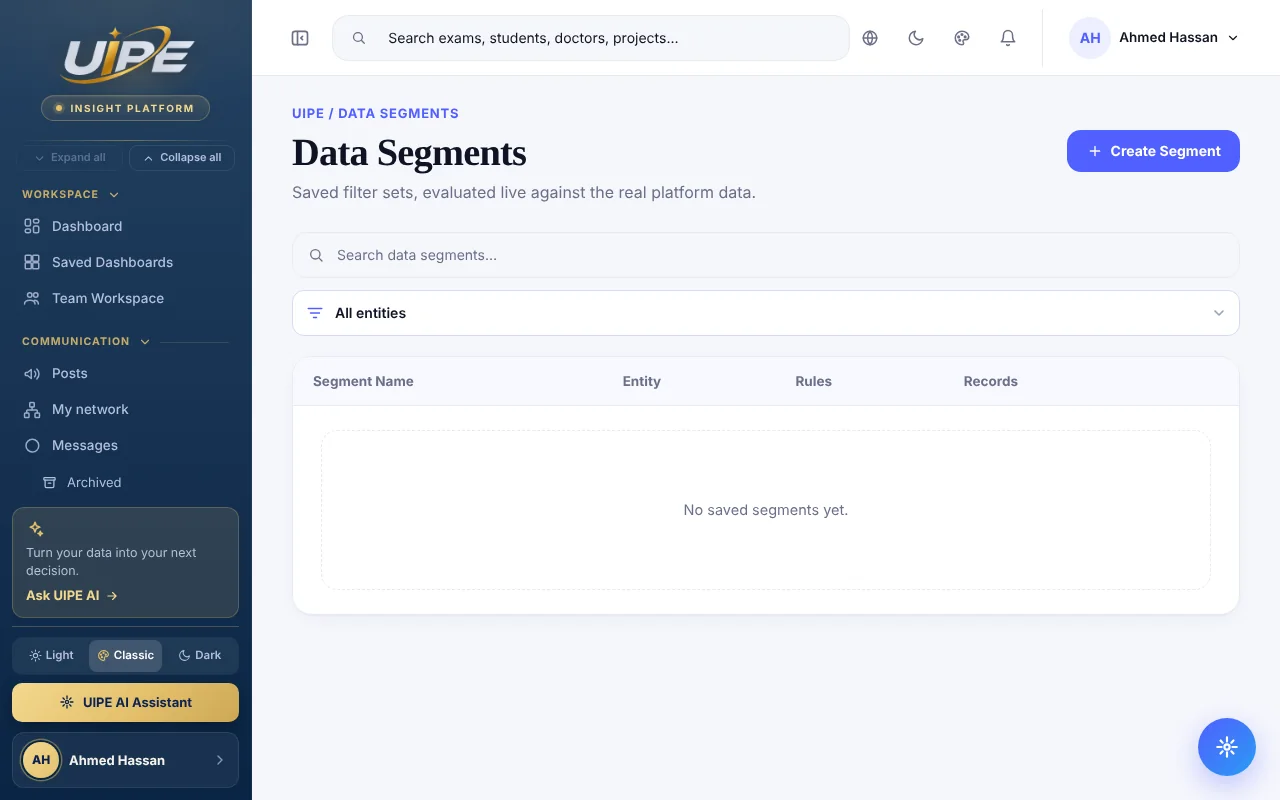 UIPE
INSIGHT PLATFORM
Expand all
Collapse all
WORKSPACE
Dashboard
Saved Dashboards
Team Workspace
COMMUNICATION
Posts
My network
Messages
Archived
Turn your data into your next
decision.
Ask UIPE AI →
Light
Classic
Dark
UIPE AI Assistant
AH
Ahmed Hassan
Search exams, students, doctors, projects...
AH
Ahmed Hassan
UIPE / DATA SEGMENTS
Data Segments
Saved filter sets, evaluated live against the real platform data.
+ Create Segment
Search data segments...
All entities
Segment Name
Entity
Rules
Records
No saved segments yet.